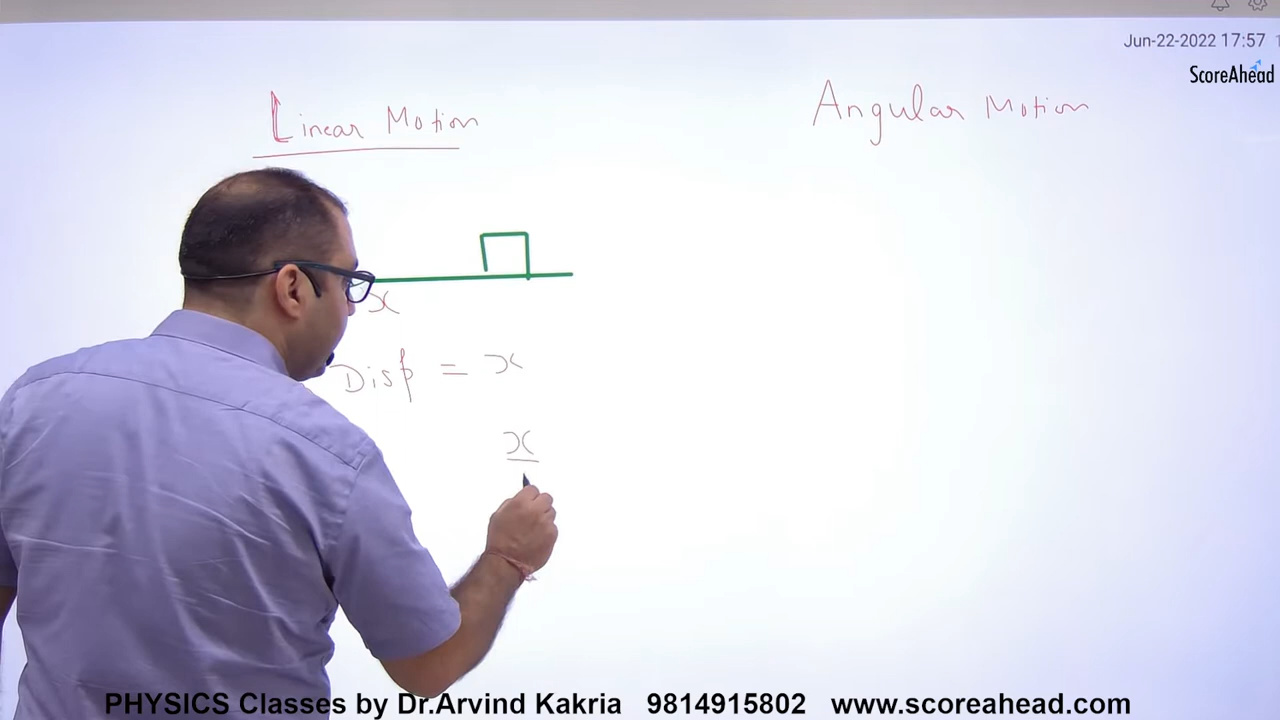 Jun-22-2022 17:57
ScoreAhead
Linear Motion
Angular Motion
x
Disp = x
x
PHYSICS Classes by Dr.Arvind Kakria 9814915802 www.scoreahead.com